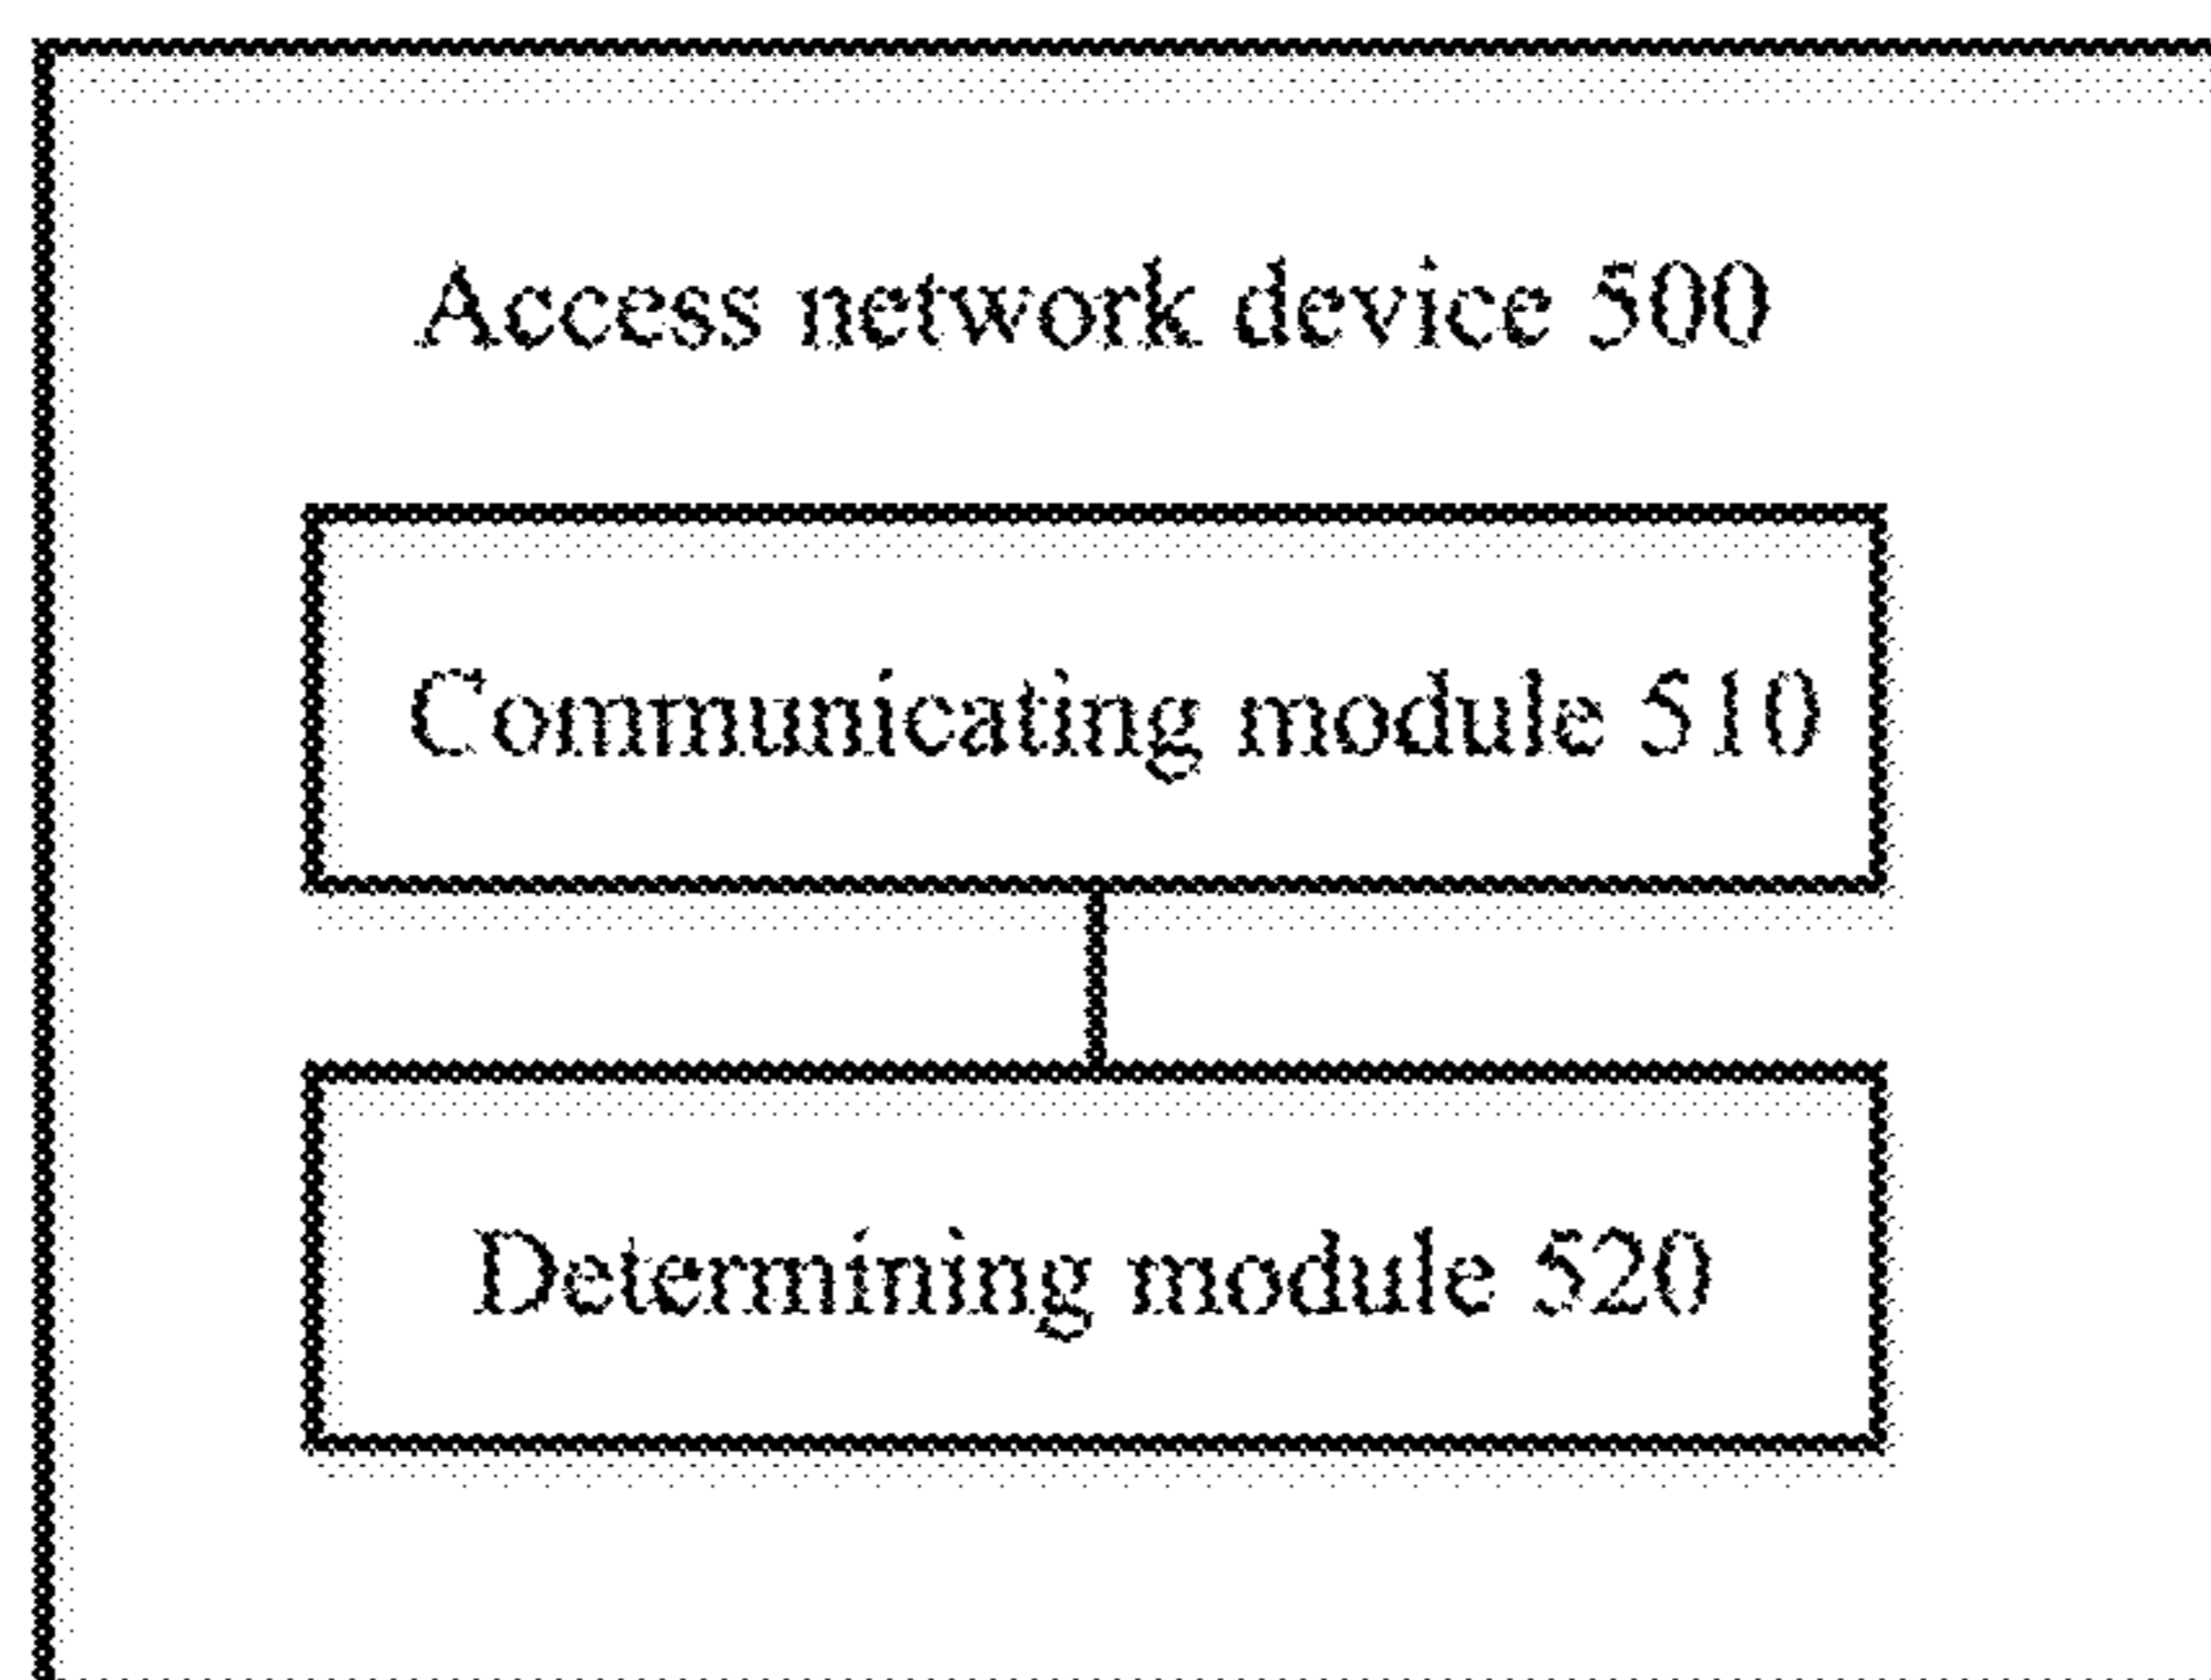 Access network device 500
Communicating module 510
Determining module 520